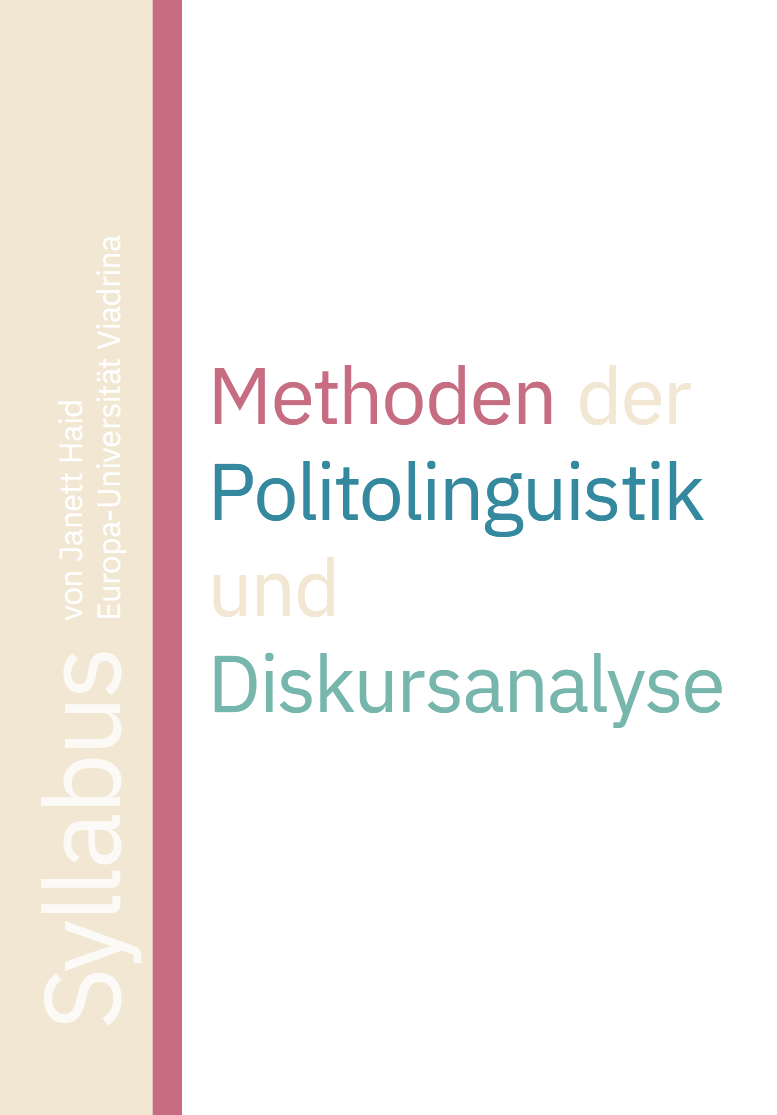 Syllabus
von Janett Haid
Europa-Universität Viadrina
Methoden der
Politolinguistik
und
Diskursanalyse